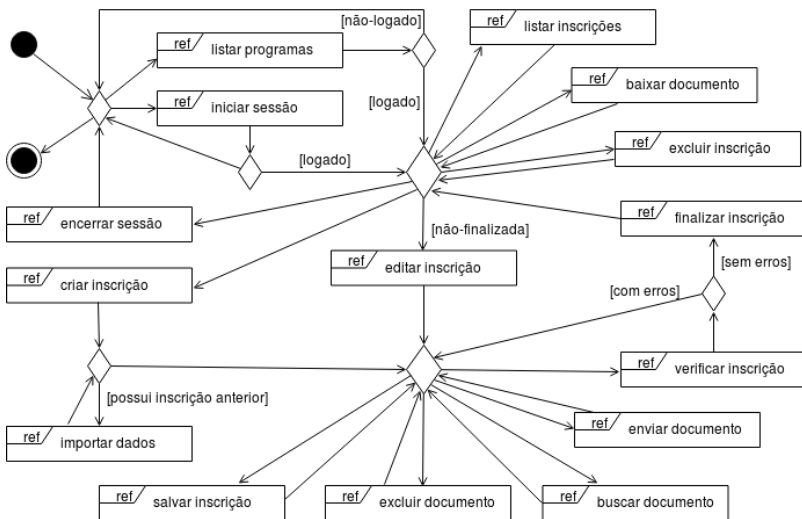 [não-logado]
ref listar inscrições
ref listar programas
ref baixar documento
ref iniciar sessão
[logado]
ref excluir inscrição
[logado]
ref encerrar sessão
[não-finalizada]
ref finalizar inscrição
ref criar inscrição
ref editar inscrição
[sem erros]
[com erros]
ref verificar inscrição
[possui inscrição anterior]
ref importar dados
ref enviar documento
ref salvar inscrição
ref excluir documento
ref buscar documento